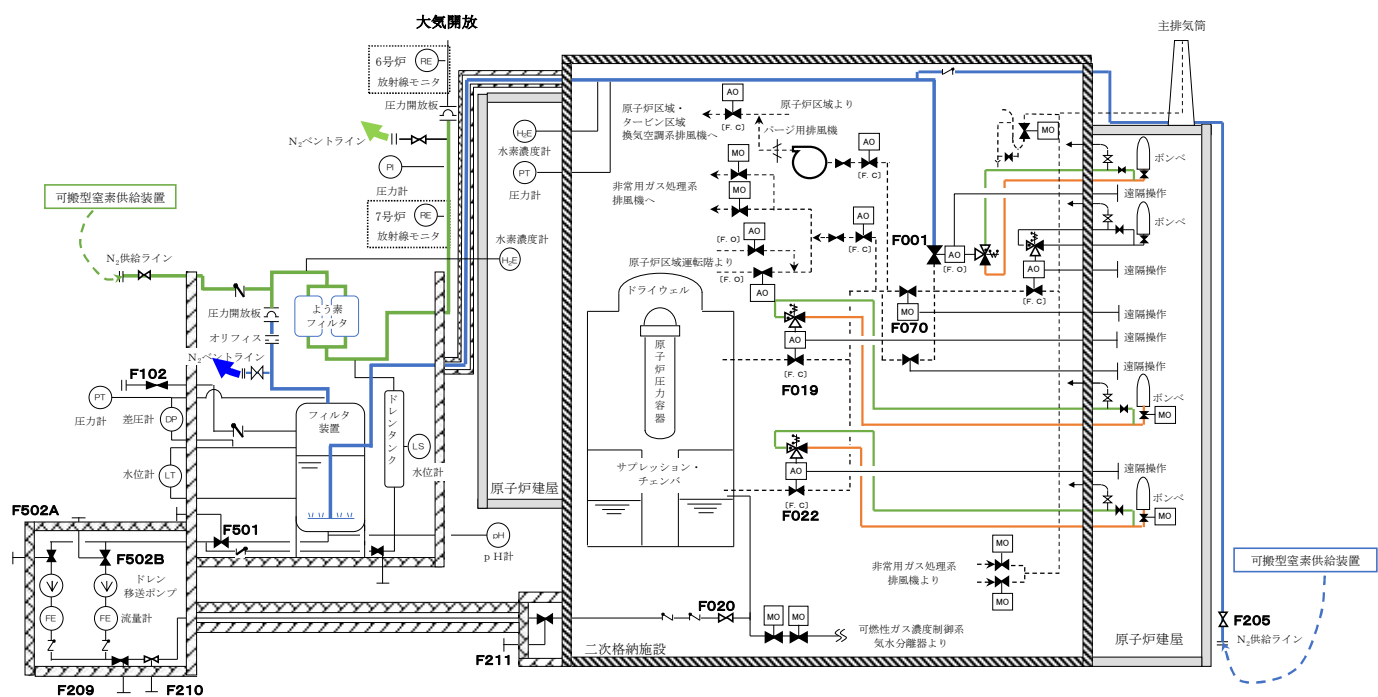 大気開放
主排気筒
6号炉
RE
放射線モニタ
圧力開放板
N₂ベントライン
PI
圧力計
7号炉
RE
放射線モニタ
可搬型窒素供給装置
N₂供給ライン
水素濃度計
H₂E
H₂E
水素濃度計
PT
圧力計
原子炉区域・
タービン区域
換気空調系排風機へ
AO
[F. C]
原子炉区域より
パージ用排風機
AO
[F. C]
MO
MO
非常用ガス処理系
排風機へ
AO
[F. O]
AO
[F. C]
原子炉区域運転階より
[F. O]
AO
F001
AO
[F. O]
MO
ボンベ
遠隔操作
ボンベ
AO
[F. C]
遠隔操作
MO
F070
遠隔操作
遠隔操作
遠隔操作
ボンベ
MO
遠隔操作
ボンベ
MO
圧力開放板
オリフィス
N₂ベントライン
よう素
フィルタ
F102
PT
圧力計
差圧計
DP
LT
水位計
フィルタ
装置
ドレンタンク
LS
水位計
pH
pH計
原子炉建屋
ドライウェル
原子炉圧力容器
サプレッション・
チェンバ
AO
[F. C]
F019
AO
[F. C]
F022
F502A
F501
F502B
ドレン
移送ポンプ
FE
FE
流量計
F209
F210
F211
F020
MO
MO
可燃性ガス濃度制御系
気水分離器より
二次格納施設
MO
非常用ガス処理系
排風機より
MO
原子炉建屋
可搬型窒素供給装置
F205
N₂供給ライン